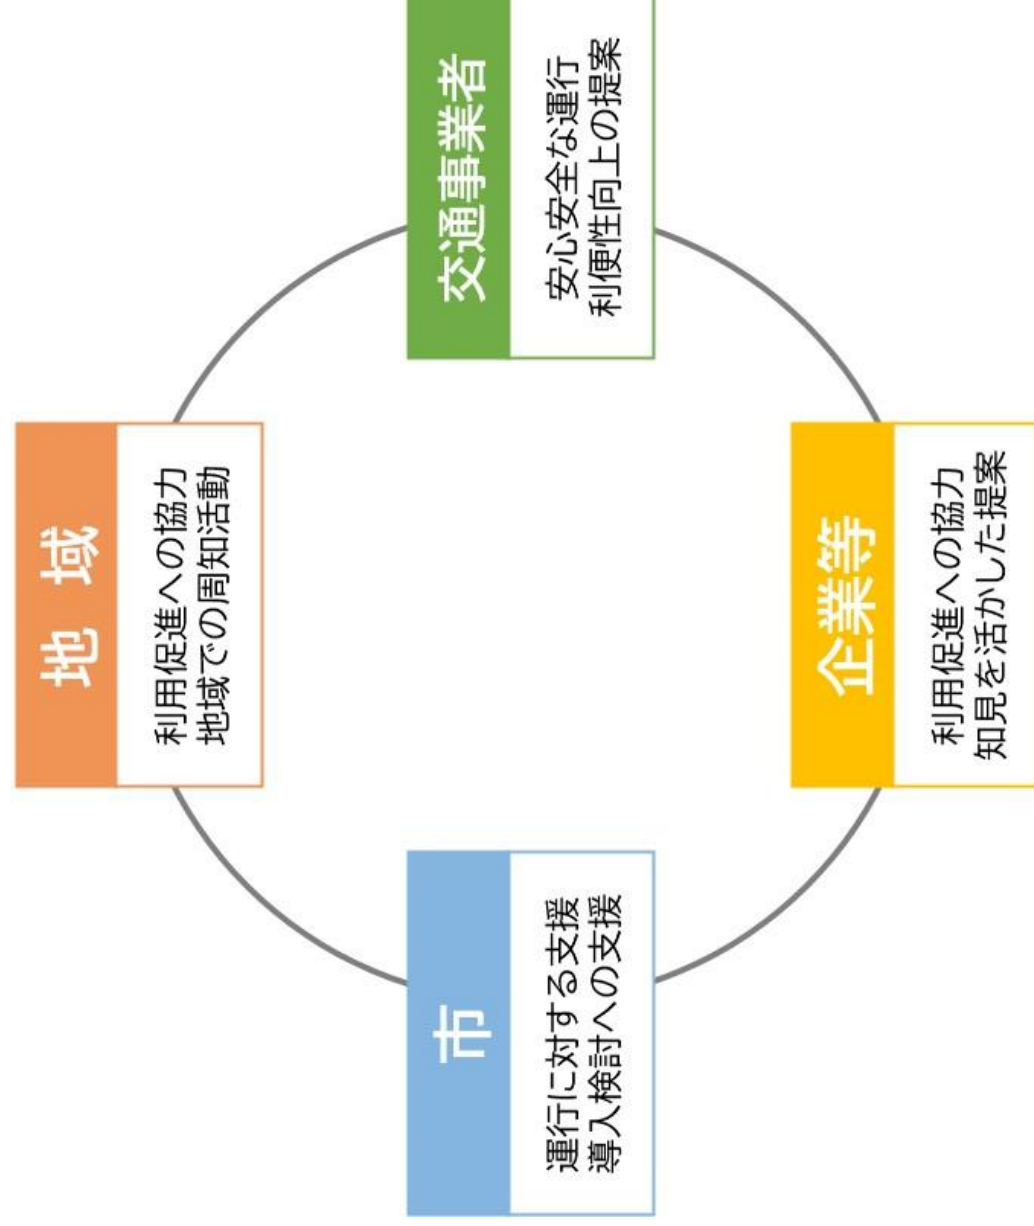 地 域
利用促進への協力
地域での周知活動
市
運行に対する支援
導入検討への支援
交通事業者
安心安全な運行
利便性向上の提案
企業等
利用促進への協力
知見を活かした提案